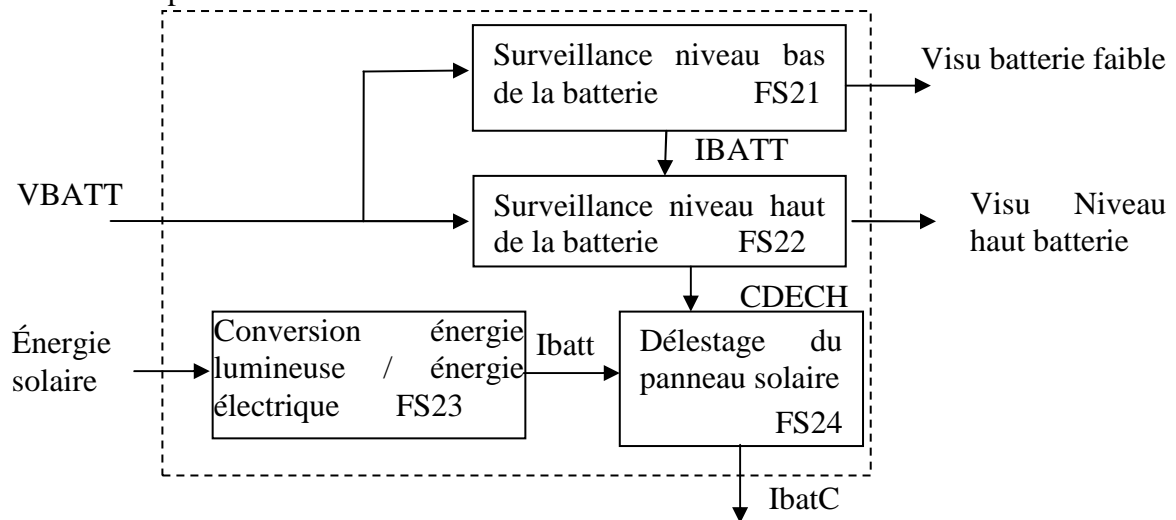 Surveillance niveau bas
de la batterie FS21
Visu batterie faible
IBATT
VBATT
Surveillance niveau haut
de la batterie FS22
Visu Niveau
haut batterie
CDECH
Énergie
solaire
Conversion énergie
lumineuse / énergie
électrique FS23
Ibatt
Délestage du
panneau solaire
FS24
IbatC